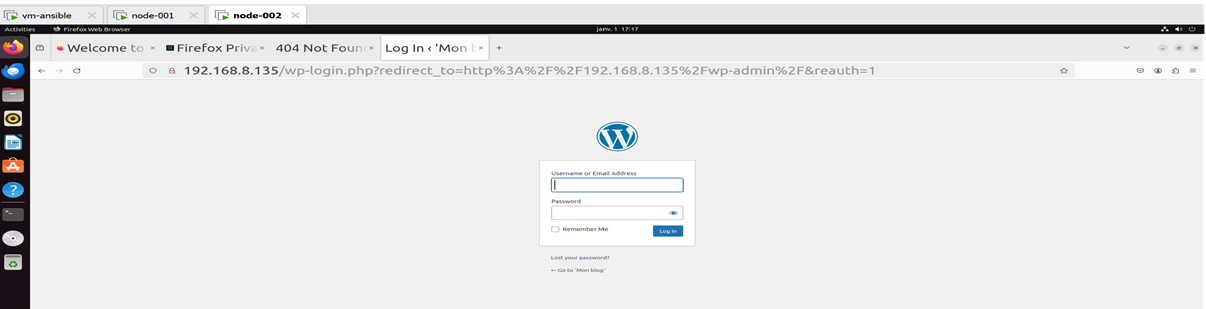 vm-ansible × node-001 × node-002 ×
Activities Firefox Web Browser janv. 1 17:17
Welcome to × Firefox Priva × 404 Not Foun × Log In ‹ 'Mon b × +
192.168.8.135/wp-login.php?redirect_to=http%3A%2F%2F192.168.8.135%2Fwp-admin%2F&reauth=1
Username or Email Address
Password
Remember Me Log In
Lost your password?
← Go to 'Mon blog'